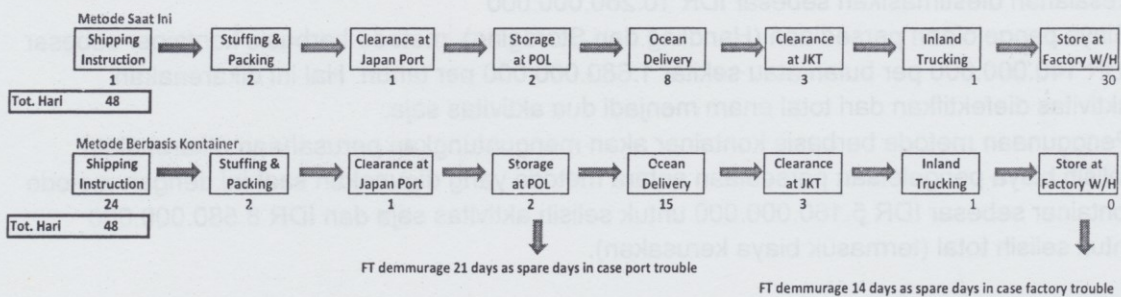 Metode Saat Ini
Shipping Instruction
Stuffing & Packing
Clearance at Japan Port
Storage at POL
Ocean Delivery
Clearance at JKT
Inland Trucking
Store at Factory W/H
2 1 2 8 3 1 30
Tot. Hari 48
Metode Berbasis Kontainer
Shipping Instruction
Stuffing & Packing
Clearance at Japan Port
Storage at POL
Ocean Delivery
Clearance at JKT
Inland Trucking
Store at Factory W/H
24 2 1 2 15 3 1 0
Tot. Hari 48
FT demmurage 21 days as spare days in case port trouble
FT demmurage 14 days as spare days in case factory trouble